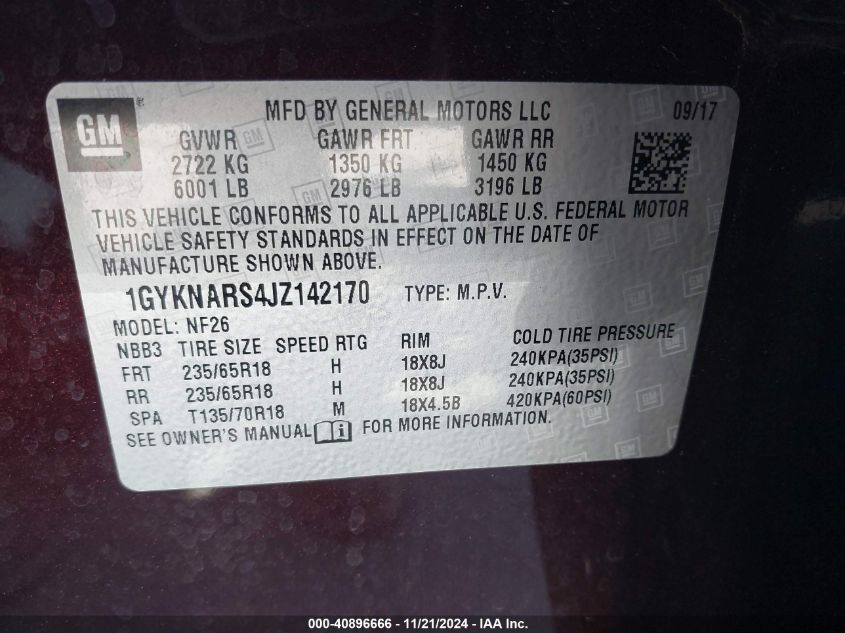 GM ® MFD BY GENERAL MOTORS LLC 09/17
GVWR GAWR FRT GAWR RR
2722 KG 1350 KG 1450 KG
6001 LB 2976 LB 3196 LB
THIS VEHICLE CONFORMS TO ALL APPLICABLE U.S. FEDERAL MOTOR
VEHICLE SAFETY STANDARDS IN EFFECT ON THE DATE OF
MANUFACTURE SHOWN ABOVE.
1GYKNARS4JZ142170 TYPE: M.P.V.
MODEL: NF26
NBB3 TIRE SIZE SPEED RTG RIM COLD TIRE PRESSURE
FRT 235/65R18 H 18X8J 240KPA(35PSI)
RR 235/65R18 H 18X8J 240KPA(35PSI)
SPA T135/70R18 M 18X4.5B 420KPA(60PSI)
SEE OWNER'S MANUAL i FOR MORE INFORMATION.
000-40896666 - 11/21/2024 - IAA Inc.